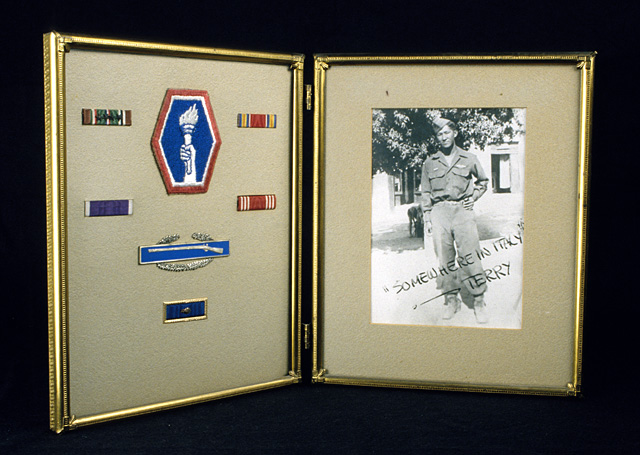 "SOMEWHERE IN ITALY"
— TERRY